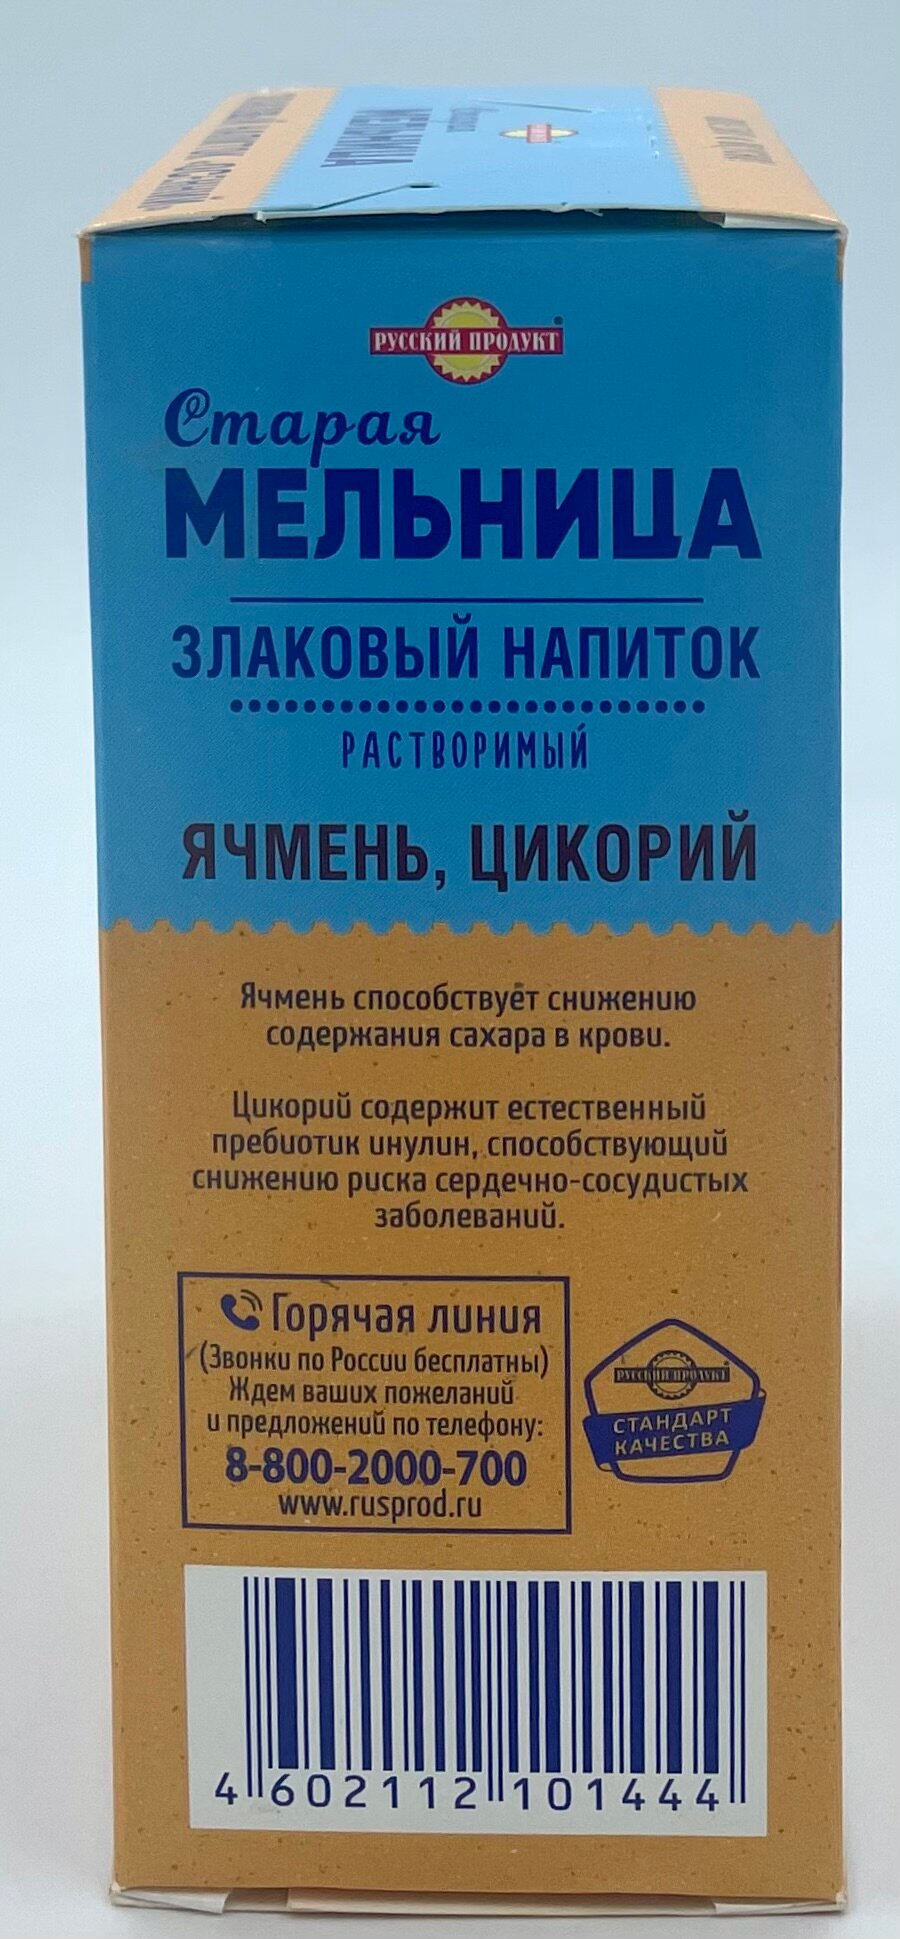 МЕЛЬНИЦА
РУССКИЙ ПРОДУКТ
Старая
МЕЛЬНИЦА
ЗЛАКОВЫЙ НАПИТОК
РАСТВОРИМЫЙ
ЯЧМЕНЬ, ЦИКОРИЙ
Ячмень способствует снижению
содержания сахара в крови.
Цикорий содержит естественный
пребиотик инулин, способствующий
снижению риска сердечно-сосудистых
заболеваний.
Горячая линия
(Звонки по России бесплатны)
Ждем ваших пожеланий
и предложений по телефону:
8-800-2000-700
www.rusprod.ru
РУССКИЙ ПРОДУКТ
СТАНДАРТ
КАЧЕСТВА
4 602112 101444